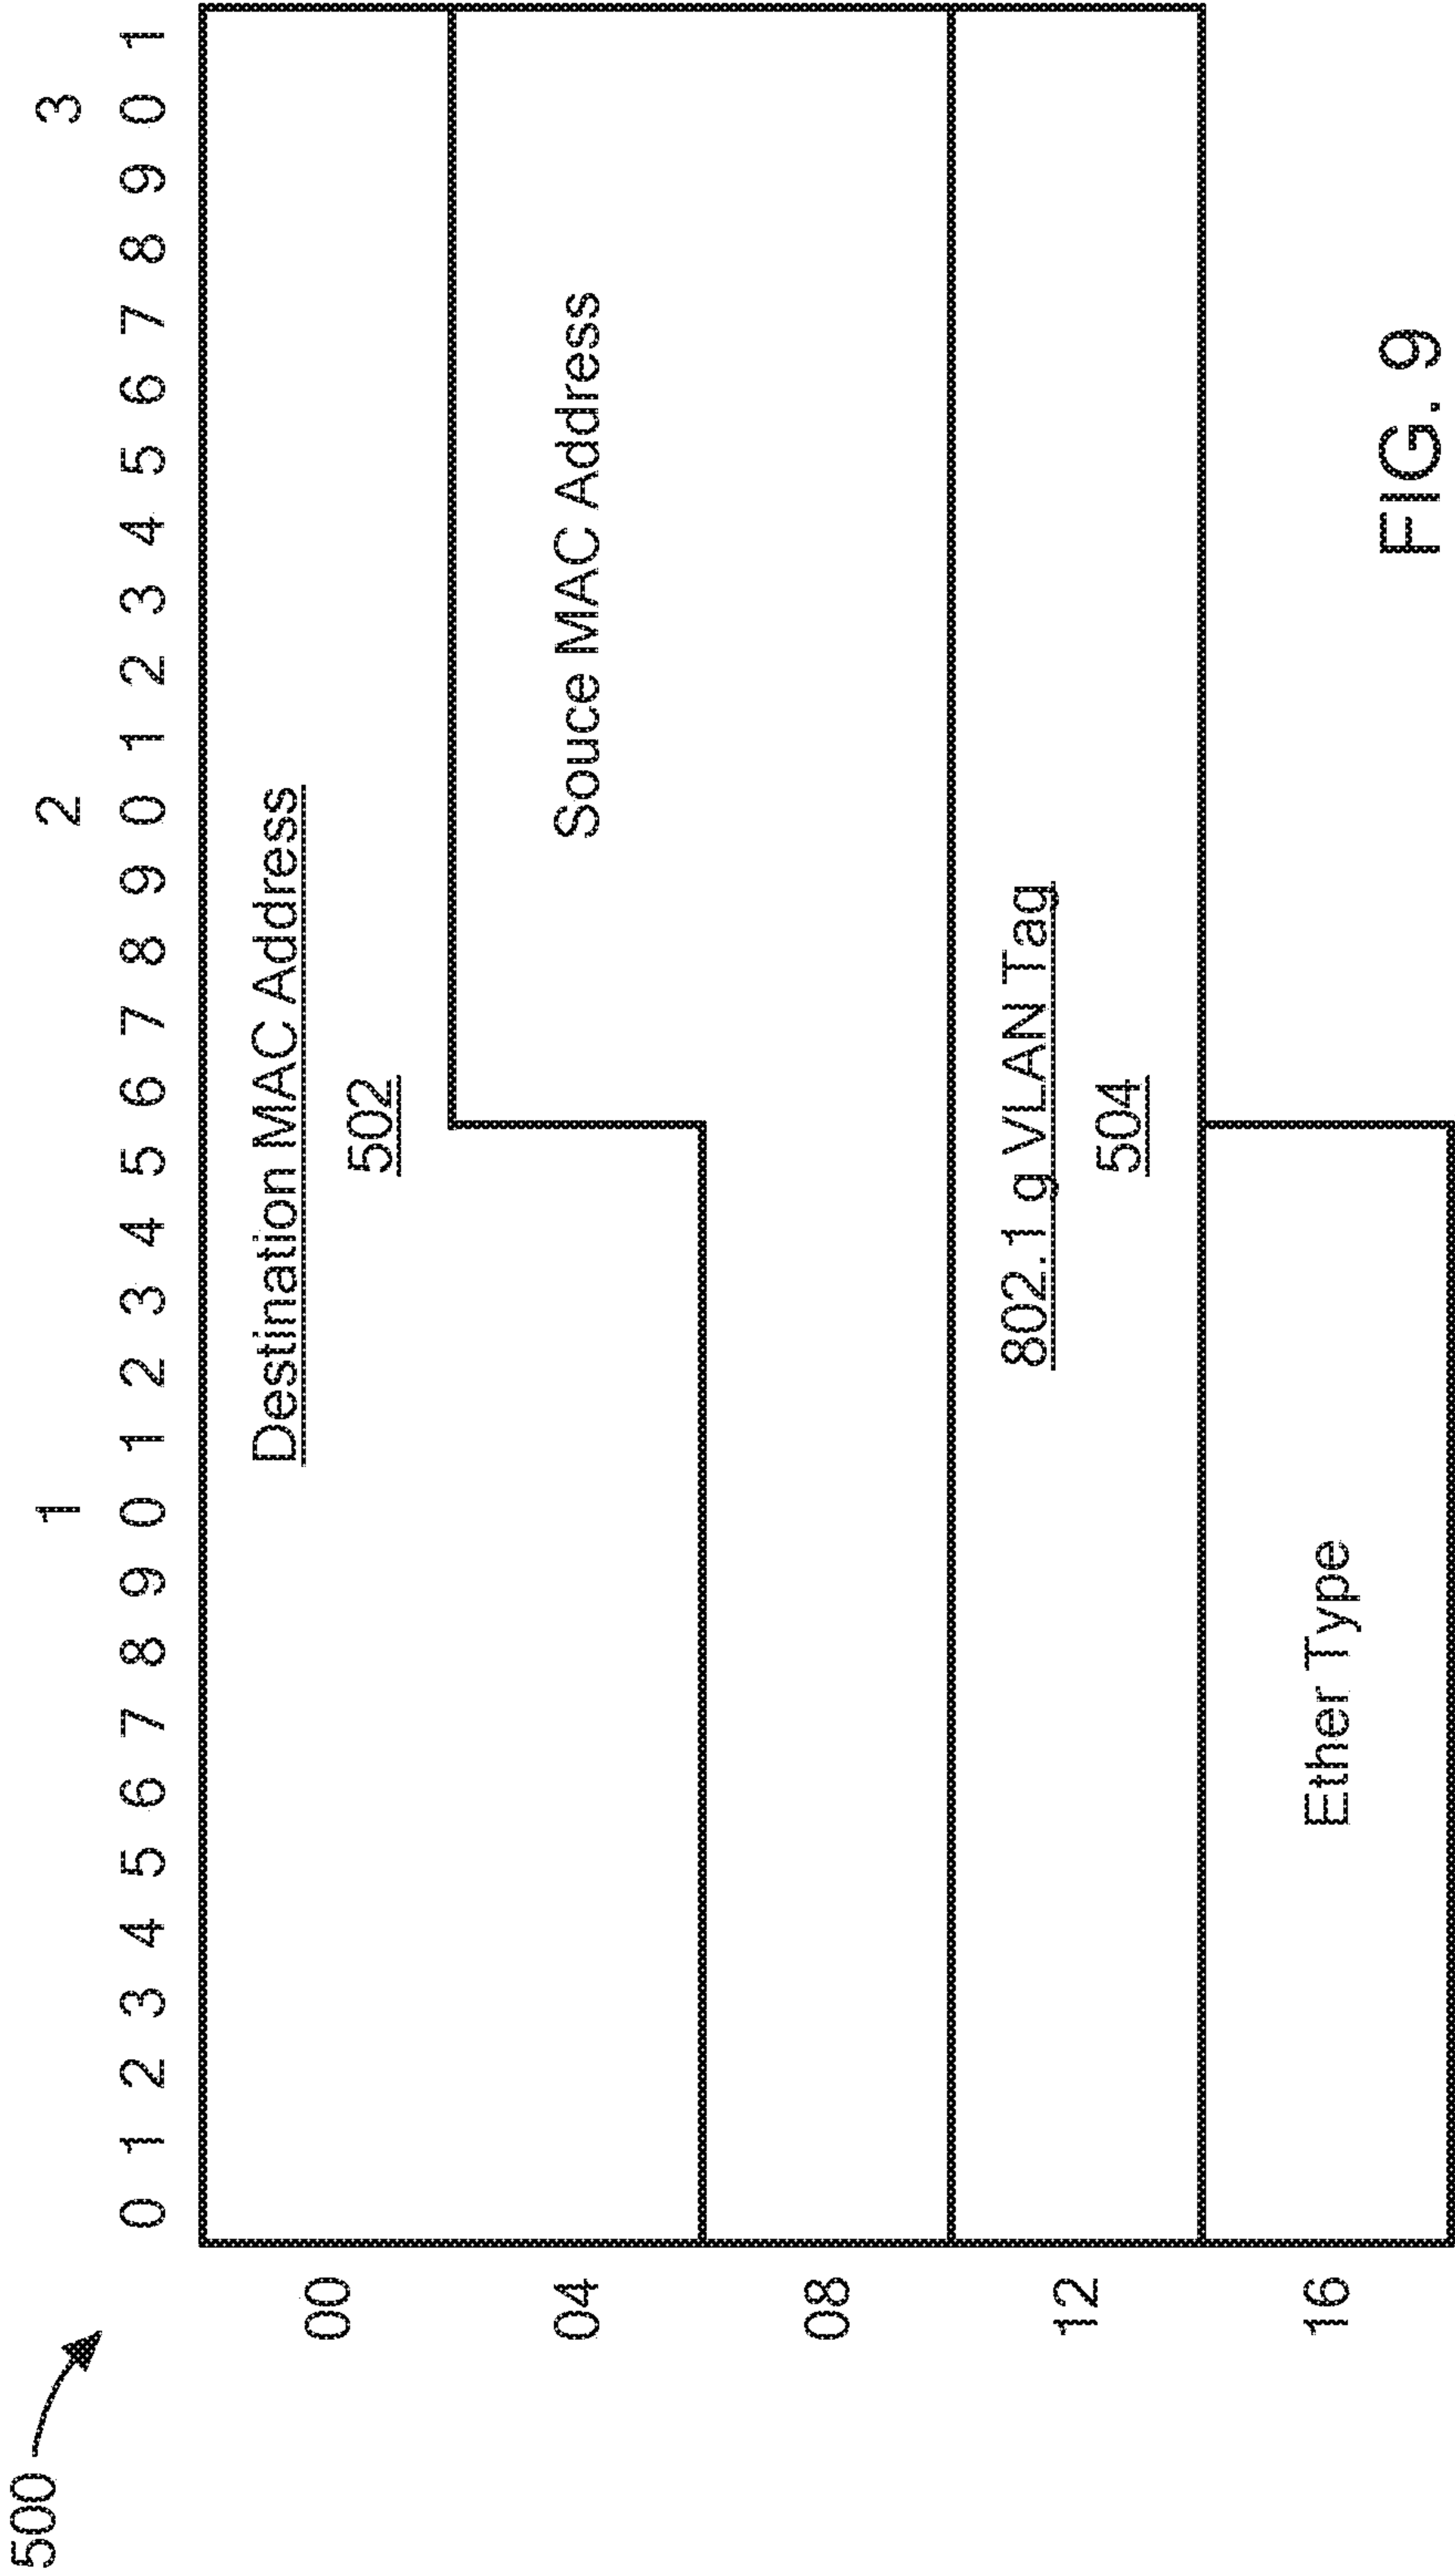 500
1 2 3
0 1 2 3 4 5 6 7 8 9 0 1 2 3 4 5 6 7 8 9 0 1 2 3 4 5 6 7 8 9 0 1
00
Destination MAC Address
502
04
Souce MAC Address
08
12
802.1 q VLAN Tag
504
16
Ether Type
FIG. 9